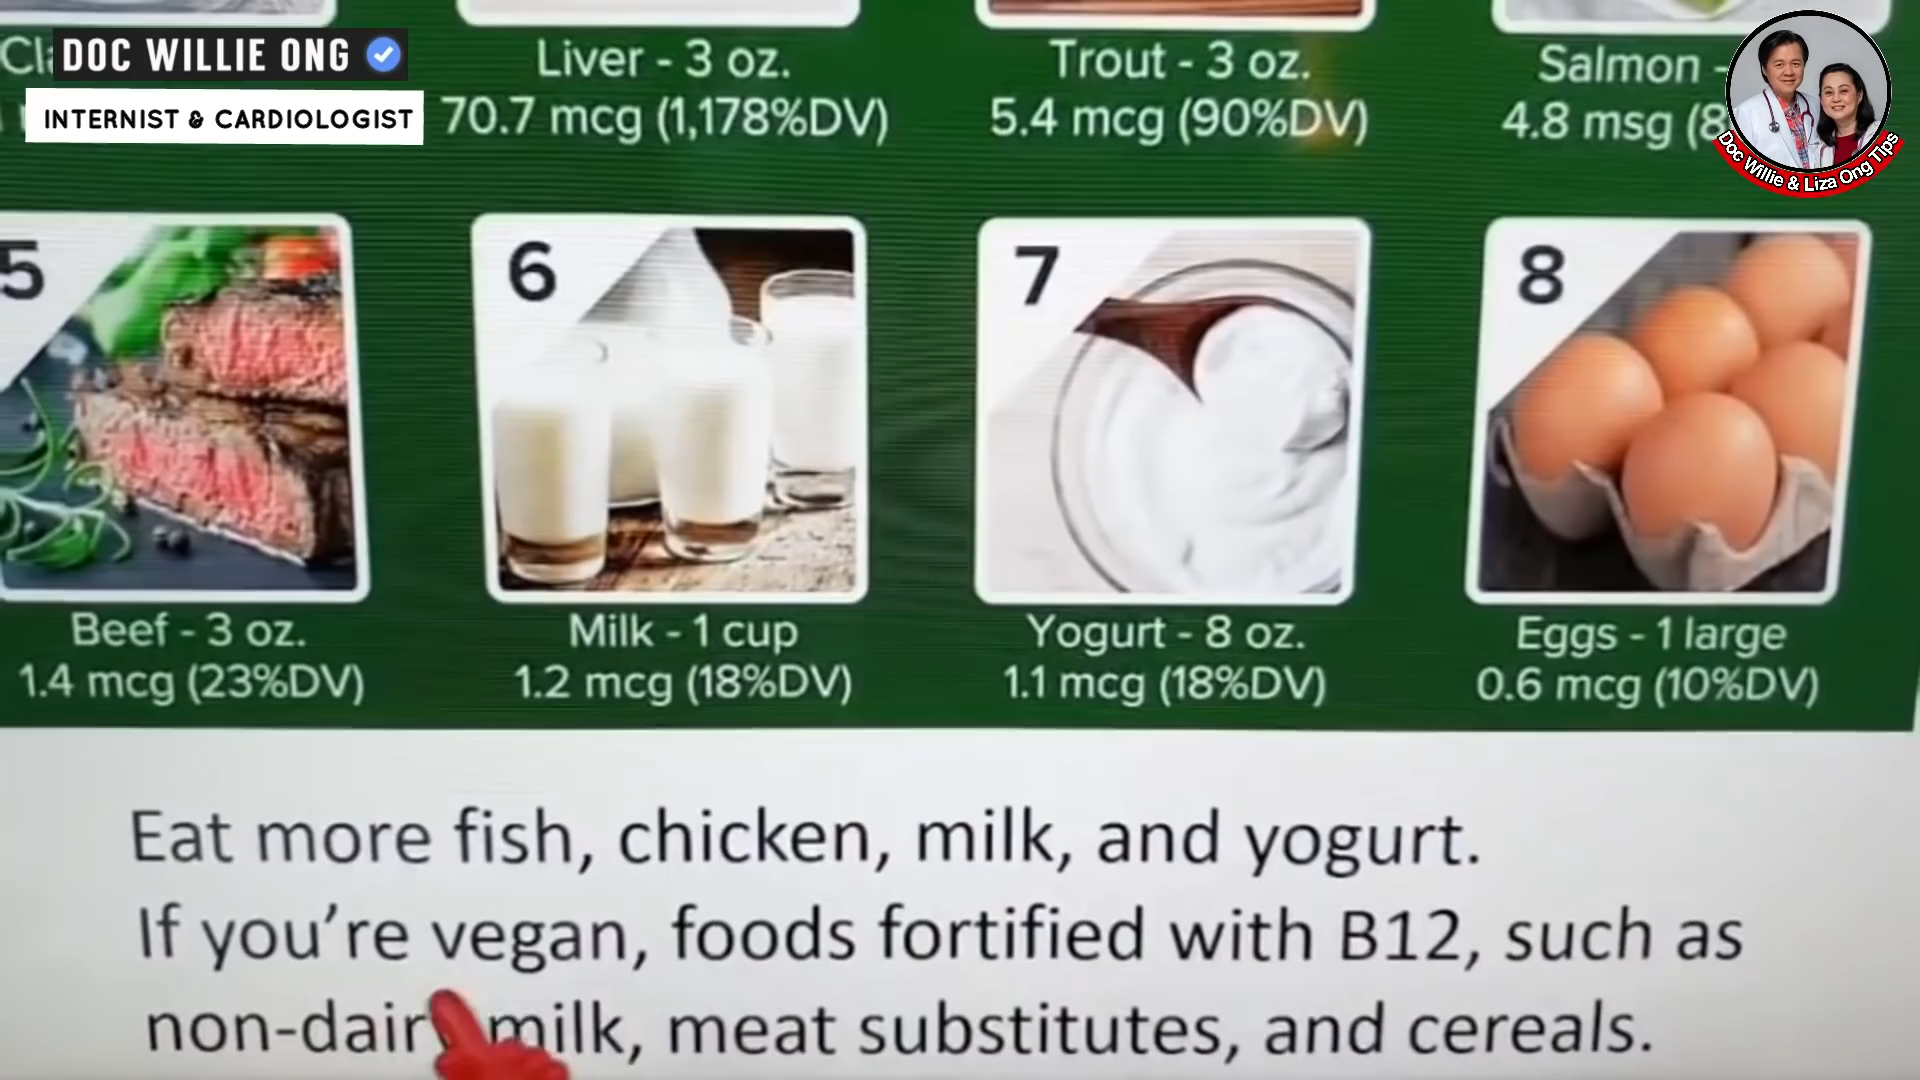 DOC WILLIE ONG
INTERNIST & CARDIOLOGIST
Liver - 3 oz.
70.7 mcg (1,178%DV)
Trout - 3 oz.
5.4 mcg (90%DV)
Salmon -
4.8 msg (8
Doc Willie & Liza Ong Tips
5
6
7
8
Beef - 3 oz.
1.4 mcg (23%DV)
Milk - 1 cup
1.2 mcg (18%DV)
Yogurt - 8 oz.
1.1 mcg (18%DV)
Eggs - 1 large
0.6 mcg (10%DV)
Eat more fish, chicken, milk, and yogurt.
If you're vegan, foods fortified with B12, such as
non-dair milk, meat substitutes, and cereals.